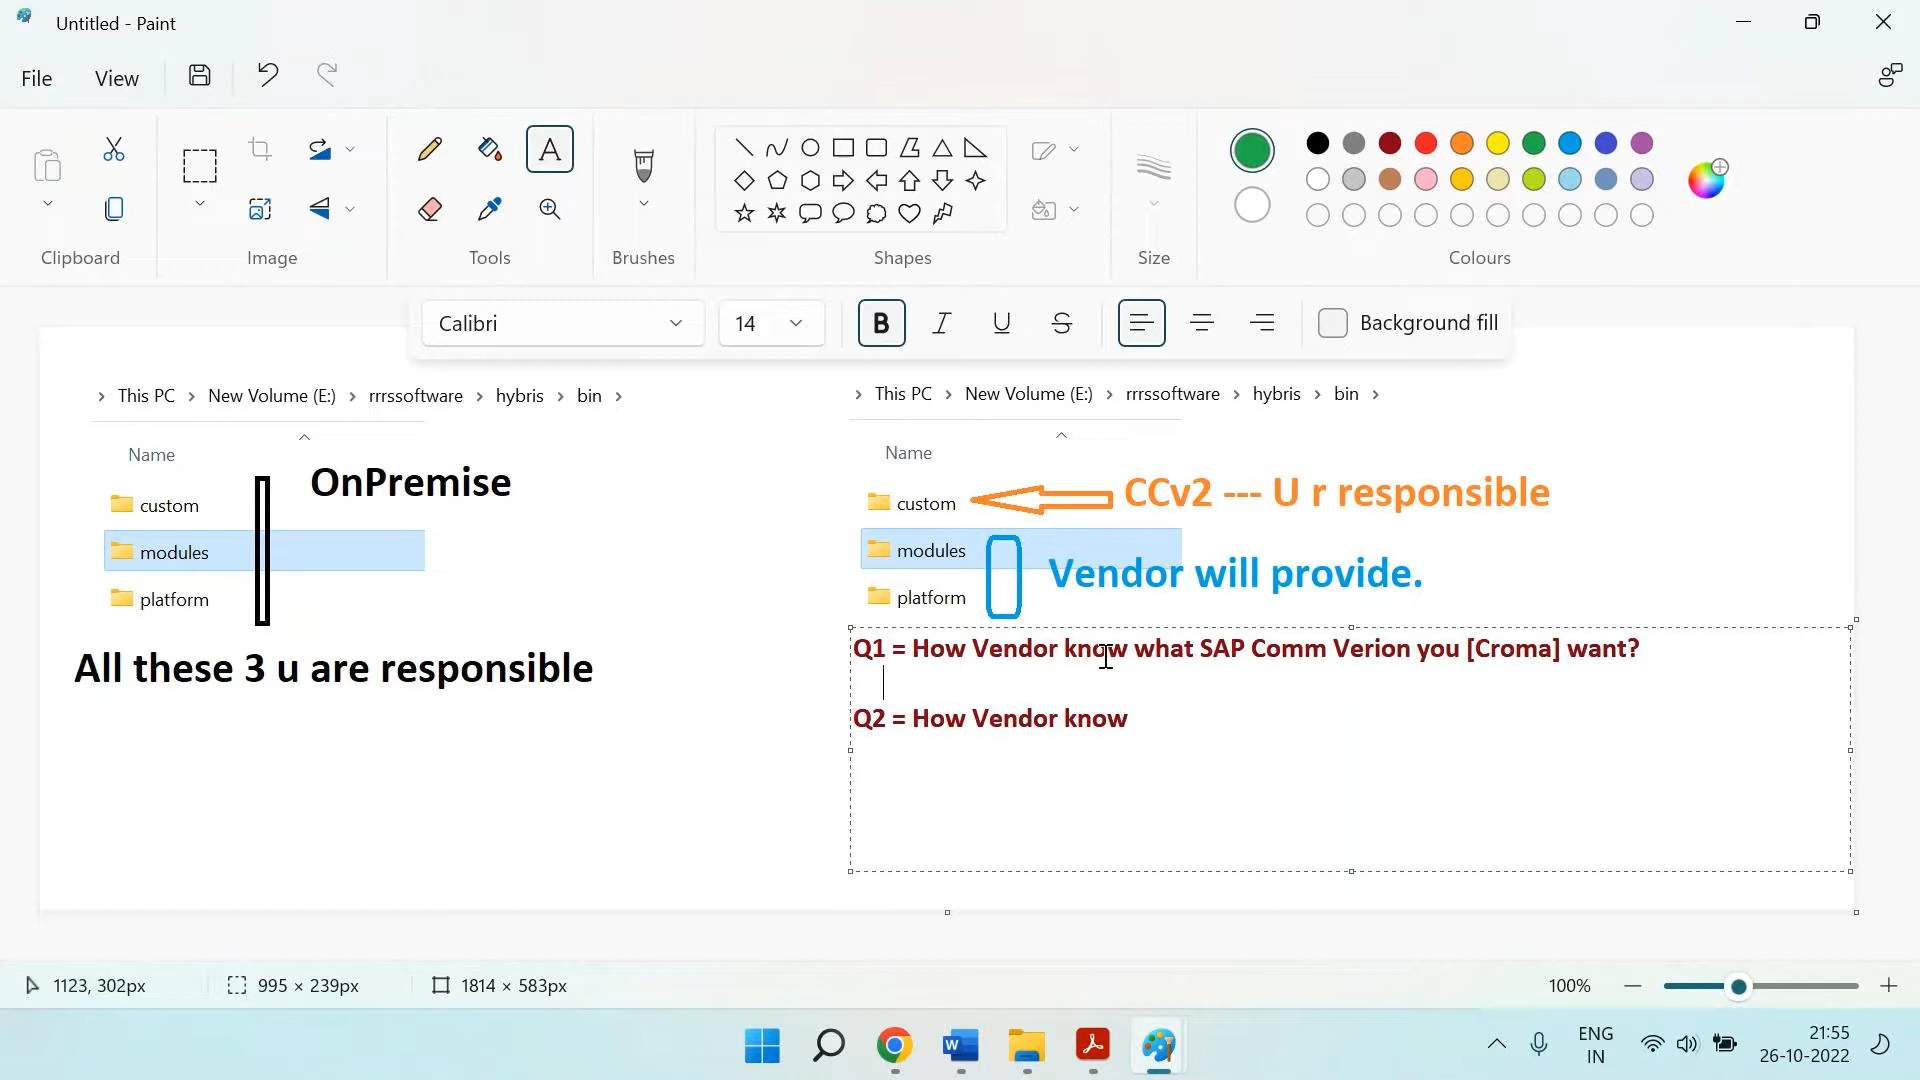 Untitled - Paint
File
View
Clipboard
Image
Tools
Brushes
Shapes
Size
Colours
Calibri
14
B
I
U
S
Background fill
This PC > New Volume (E:) > rrrssoftware > hybris > bin >
Name
OnPremise
custom
modules
platform
All these 3 u are responsible
This PC > New Volume (E:) > rrrssoftware > hybris > bin >
Name
custom
CCv2 --- U r responsible
modules
Vendor will provide.
platform
Q1 = How Vendor know what SAP Comm Verion you [Croma] want?
Q2 = How Vendor know
1123, 302px
995 × 239px
1814 × 583px
100%
ENG
IN
21:55
26-10-2022